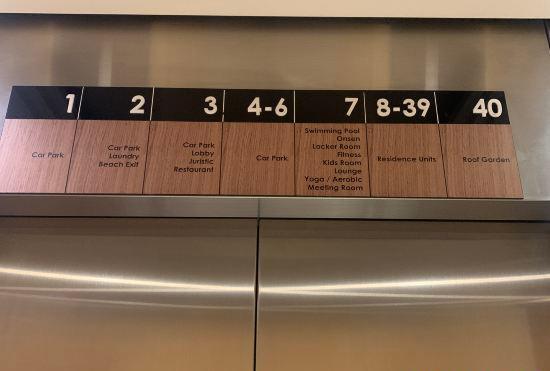 1
Car Park
2
Car Park
Laundry
Beach Exit
3
Car Park
Lobby
Juristic
Restaurant
4-6
Car Park
7
Swimming Pool
Onsen
Locker Room
Fitness
Kids Room
Lounge
Yoga / Aerobic
Meeting Room
8-39
Residence Units
40
Roof Garden